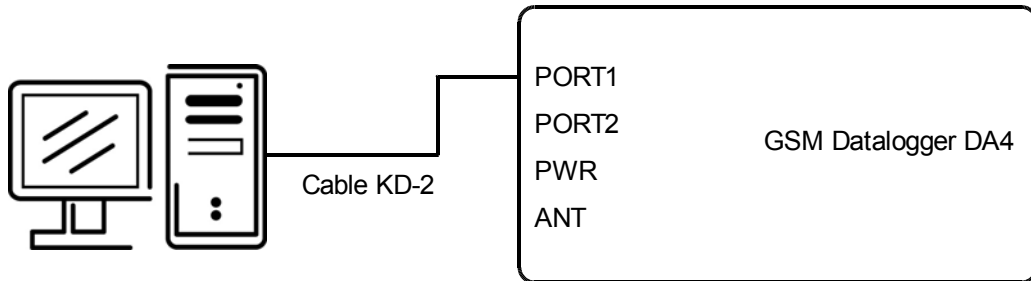 PORT1
PORT2
GSM Datalogger DA4
PWR
Cable KD-2
ANT